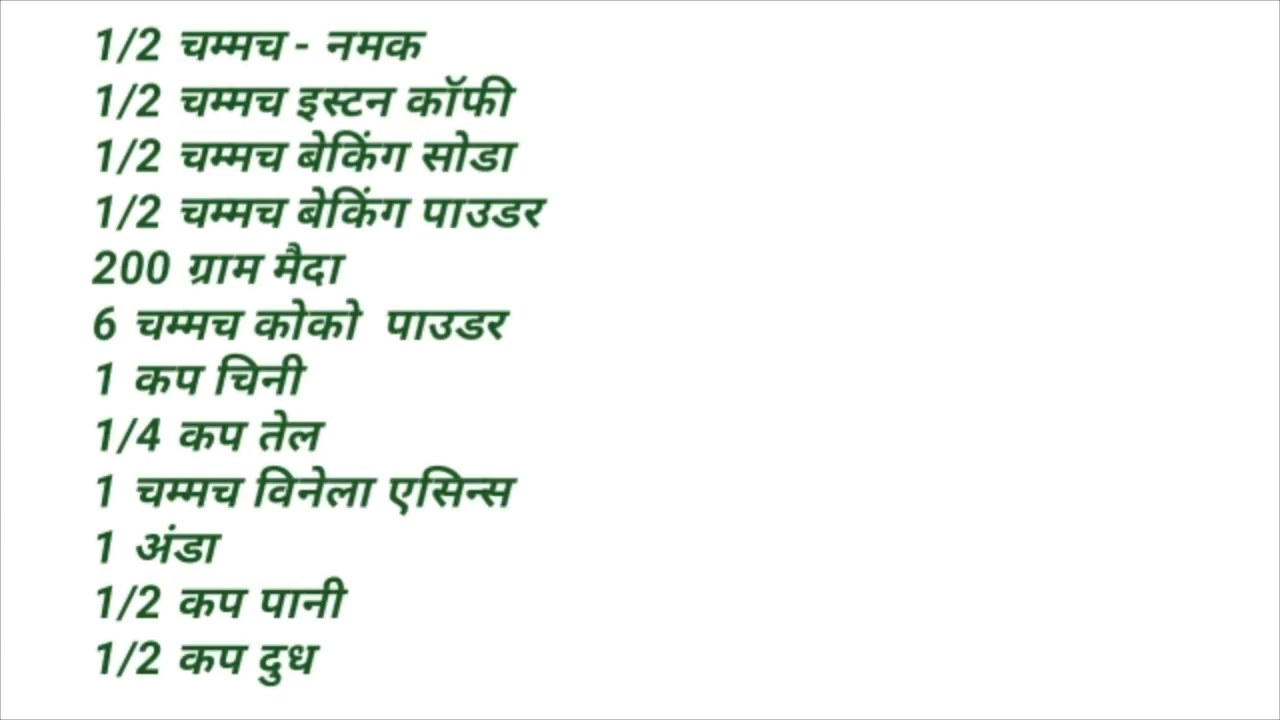 1/2 चम्मच - नमक
1/2 चम्मच इस्टन कॉफी
1/2 चम्मच बेकिंग सोडा
1/2 चम्मच बेकिंग पाउडर
200 ग्राम मैदा
6 चम्मच कोको पाउडर
1 कप चिनी
1/4 कप तेल
1 चम्मच विनेला एसिन्स
1 अंडा
1/2 कप पानी
1/2 कप दुध